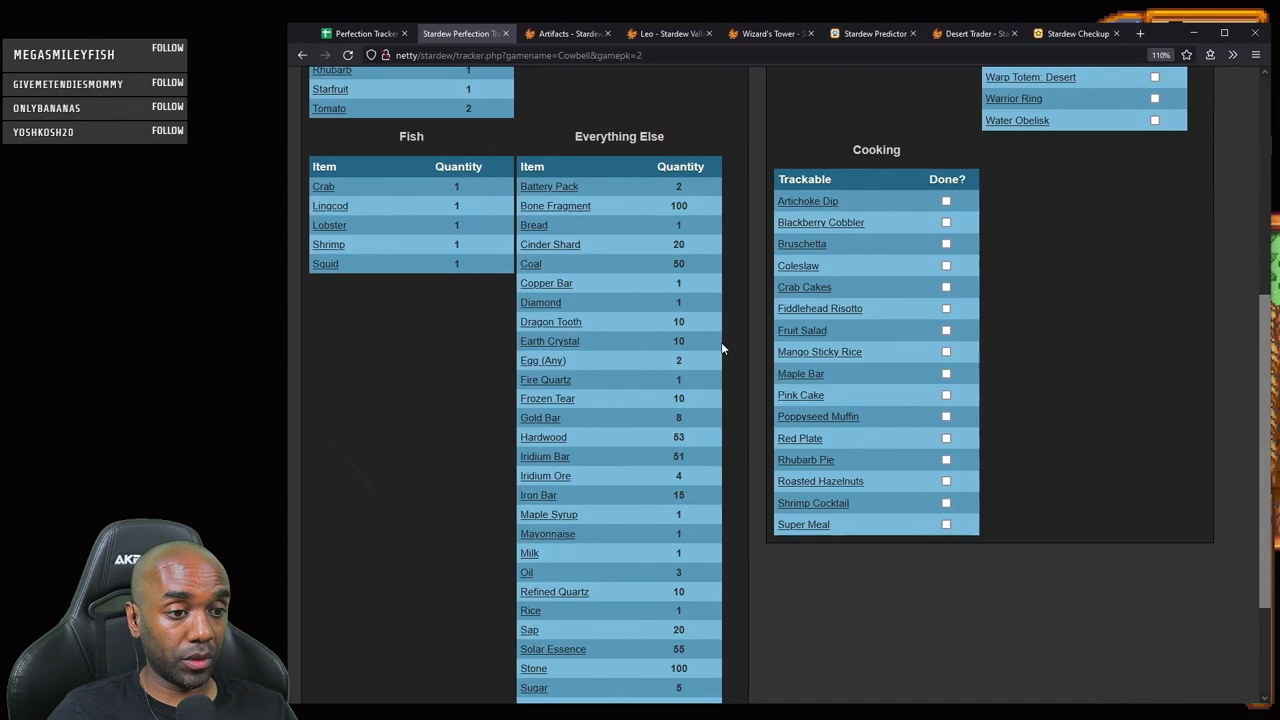 MEGASMILEYFISH FOLLOW
GIVEMETENDIESMOMMY FOLLOW
ONLYBANANAS FOLLOW
YOSHKOSH20 FOLLOW
Perfection Tracker
Stardew Perfection Tra
Artifacts - Stardew
Leo - Stardew Vall
Wizard's Tower - S
Stardew Predictor
Desert Trader - Sta
Stardew Checkup
netty/stardew/tracker.php?gamename=Cowbell&gamepk=2
110%
Rhubarb 1
Starfruit 1
Tomato 2
Fish
Item Quantity
Crab 1
Lingcod 1
Lobster 1
Shrimp 1
Squid 1
Everything Else
Item Quantity
Battery Pack 2
Bone Fragment 100
Bread 1
Cinder Shard 20
Coal 50
Copper Bar 1
Diamond 1
Dragon Tooth 10
Earth Crystal 10
Egg (Any) 2
Fire Quartz 1
Frozen Tear 10
Gold Bar 8
Hardwood 53
Iridium Bar 51
Iridium Ore 4
Iron Bar 15
Maple Syrup 1
Mayonnaise 1
Milk 1
Oil 3
Refined Quartz 10
Rice 1
Sap 20
Solar Essence 55
Stone 100
Sugar 5
Warp Totem: Desert
Warrior Ring
Water Obelisk
Cooking
Trackable Done?
Artichoke Dip
Blackberry Cobbler
Bruschetta
Coleslaw
Crab Cakes
Fiddlehead Risotto
Fruit Salad
Mango Sticky Rice
Maple Bar
Pink Cake
Poppyseed Muffin
Red Plate
Rhubarb Pie
Roasted Hazelnuts
Shrimp Cocktail
Super Meal